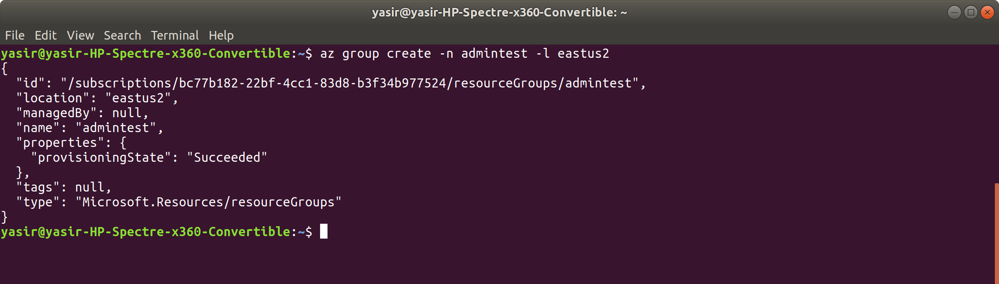 yasir@yasir-HP-Spectre-x360-Convertible: ~
File Edit View Search Terminal Help
yasir@yasir-HP-Spectre-x360-Convertible:~$ az group create -n admintest -l eastus2
{
  "id": "/subscriptions/bc77b182-22bf-4cc1-83d8-b3f34b977524/resourceGroups/admintest",
  "location": "eastus2",
  "managedBy": null,
  "name": "admintest",
  "properties": {
    "provisioningState": "Succeeded"
  },
  "tags": null,
  "type": "Microsoft.Resources/resourceGroups"
}
yasir@yasir-HP-Spectre-x360-Convertible:~$